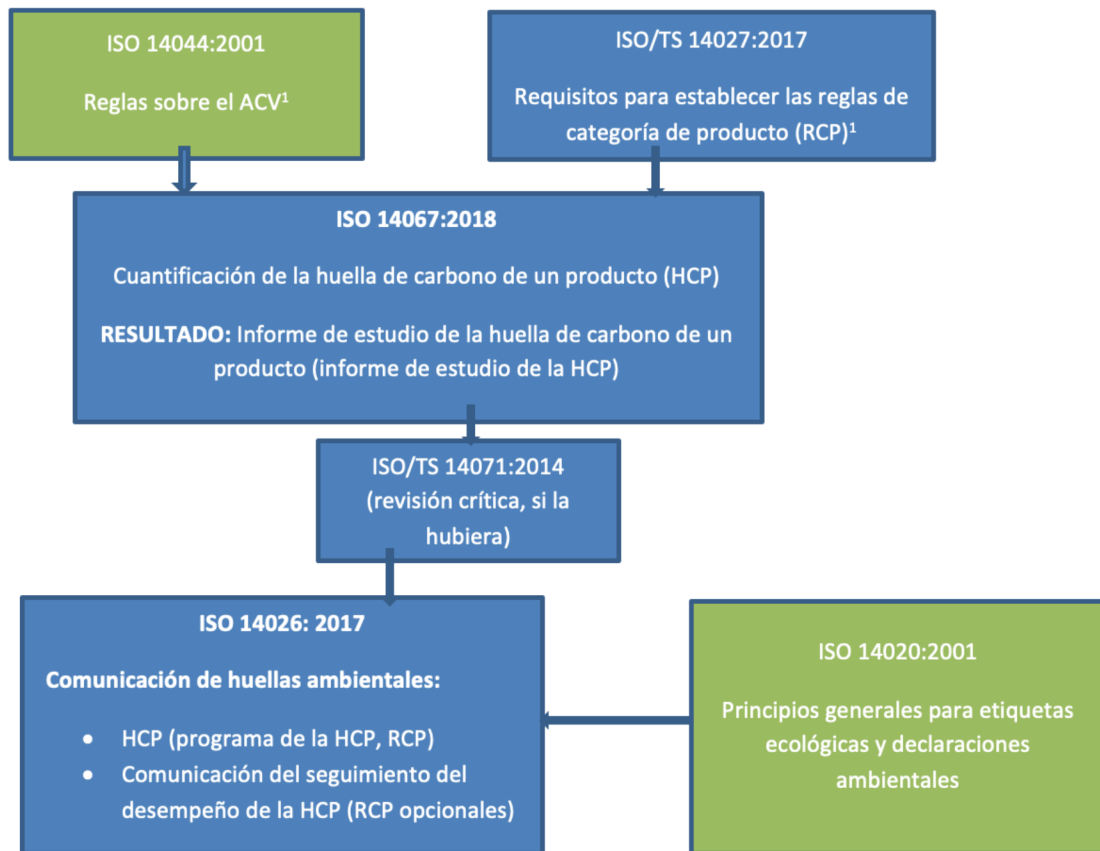 ISO 14044:2001
Reglas sobre el ACV¹
ISO/TS 14027:2017
Requisitos para establecer las reglas de
categoría de producto (RCP)¹
ISO 14067:2018
Cuantificación de la huella de carbono de un producto (HCP)
RESULTADO: Informe de estudio de la huella de carbono de un
producto (informe de estudio de la HCP)
ISO/TS 14071:2014
(revisión crítica, si la
hubiera)
ISO 14026: 2017
Comunicación de huellas ambientales:
• HCP (programa de la HCP, RCP)
• Comunicación del seguimiento del
desempeño de la HCP (RCP opcionales)
ISO 14020:2001
Principios generales para etiquetas
ecológicas y declaraciones
ambientales